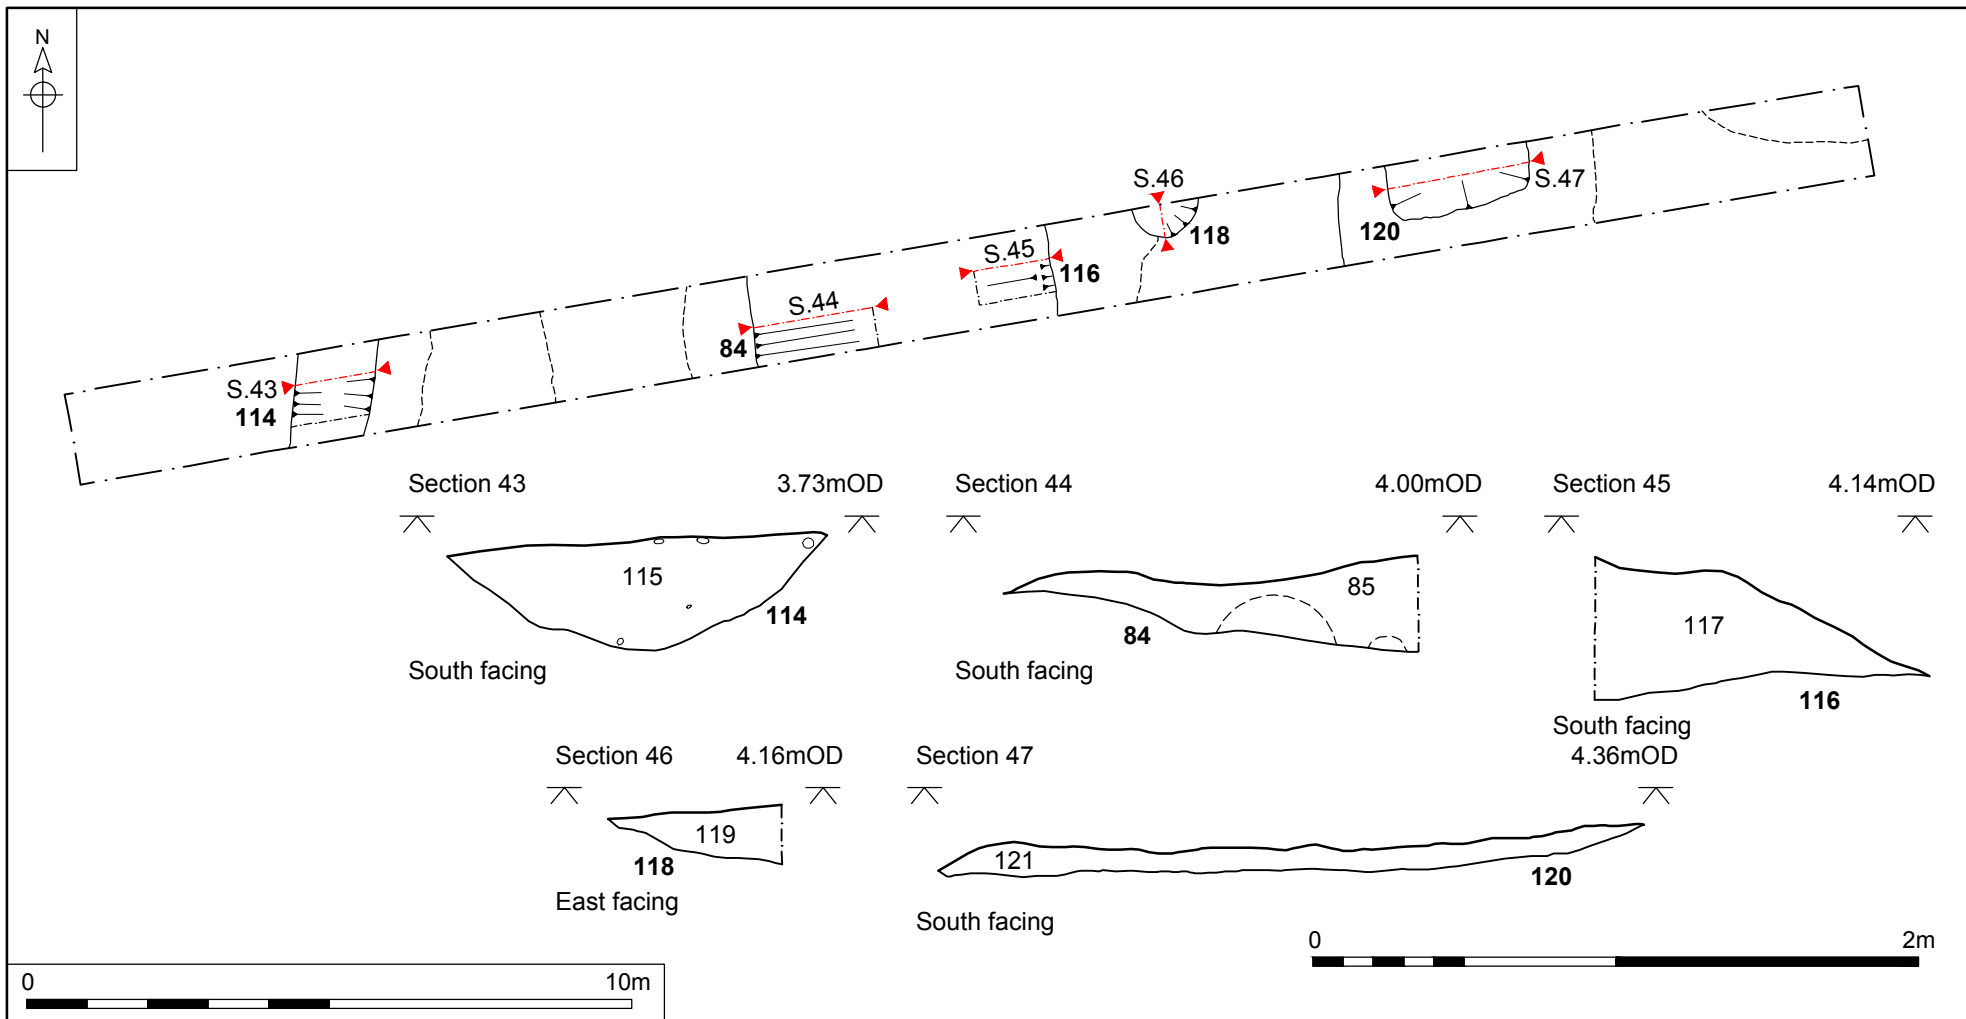 N
S.46
S.47
120
118
S.45
116
S.44
84
S.43
114
Section 43 3.73mOD
115
114
South facing
Section 44 4.00mOD
85
84
South facing
Section 45 4.14mOD
117
116
South facing
Section 46 4.16mOD
119
118
East facing
Section 47 4.36mOD
121
120
South facing
0 10m
0 2m